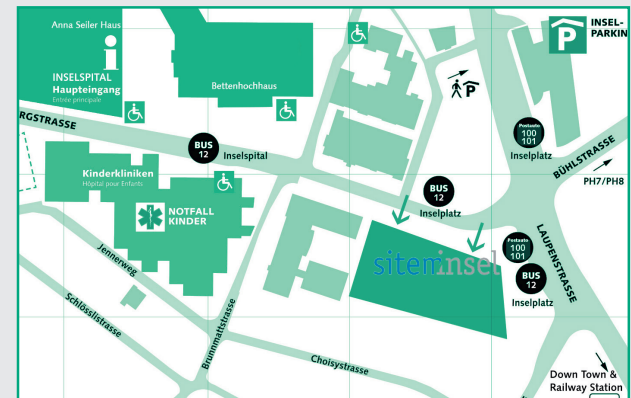 Anna Seiler Haus
INSELSPITAL
Haupteingang
Entrée principale
Bettenhochhaus
P
INSEL-
PARKIN
P
Postauto
100
101
Inselplatz
BÜHLSTRASSE
PH7/PH8
RGSTRASSE
BUS
12
Inselspital
Kinderkliniken
Hôpital pour Enfants
NOTFALL
KINDER
BUS
12
Inselplatz
siteminsel
Postauto
100
101
BUS
12
Inselplatz
LAUPENSTRASSE
Jennerweg
Schlösslistrasse
Brunnmattstrasse
Choisystrasse
Down Town &
Railway Station